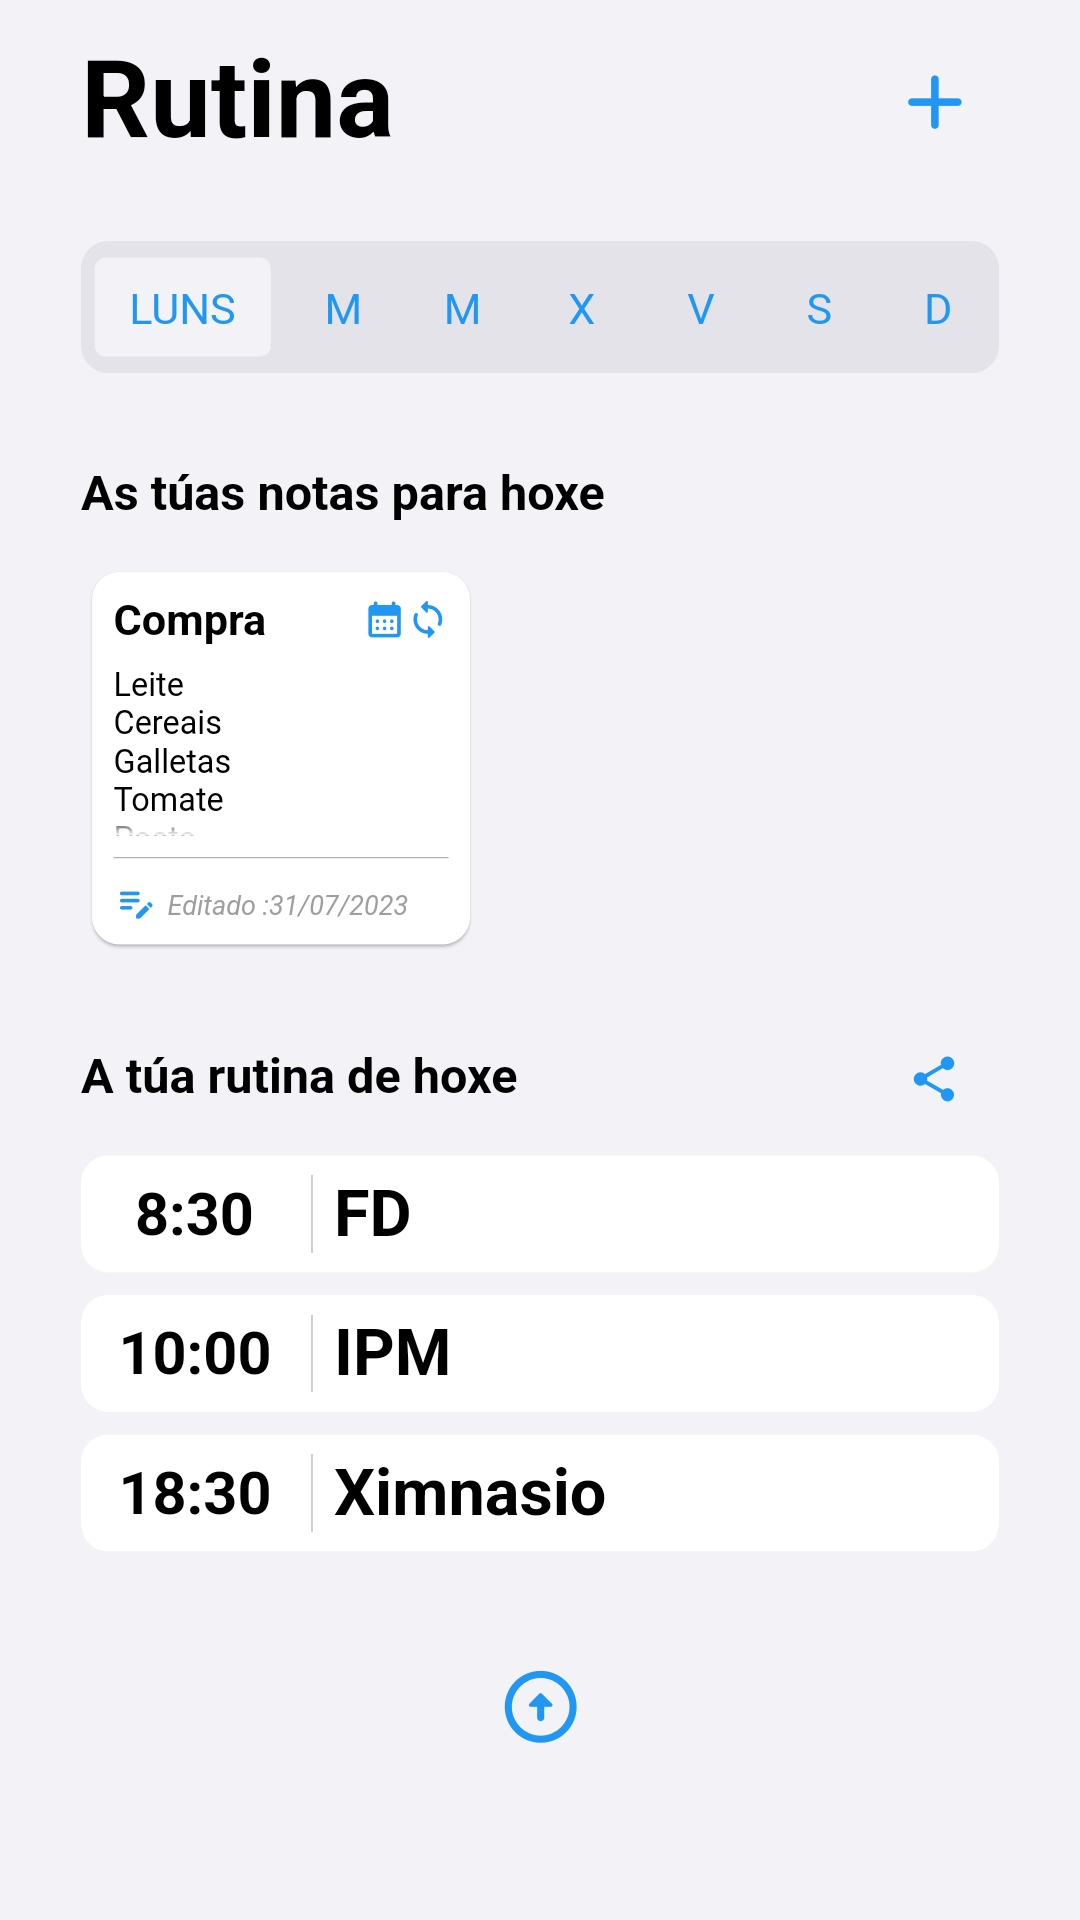 Rutina
LUNS M M X V S D
As túas notas para hoxe
Compra
Leite
Cereais
Galletas
Tomate
Editado :31/07/2023
A túa rutina de hoxe
8:30 FD
10:00 IPM
18:30 Ximnasio